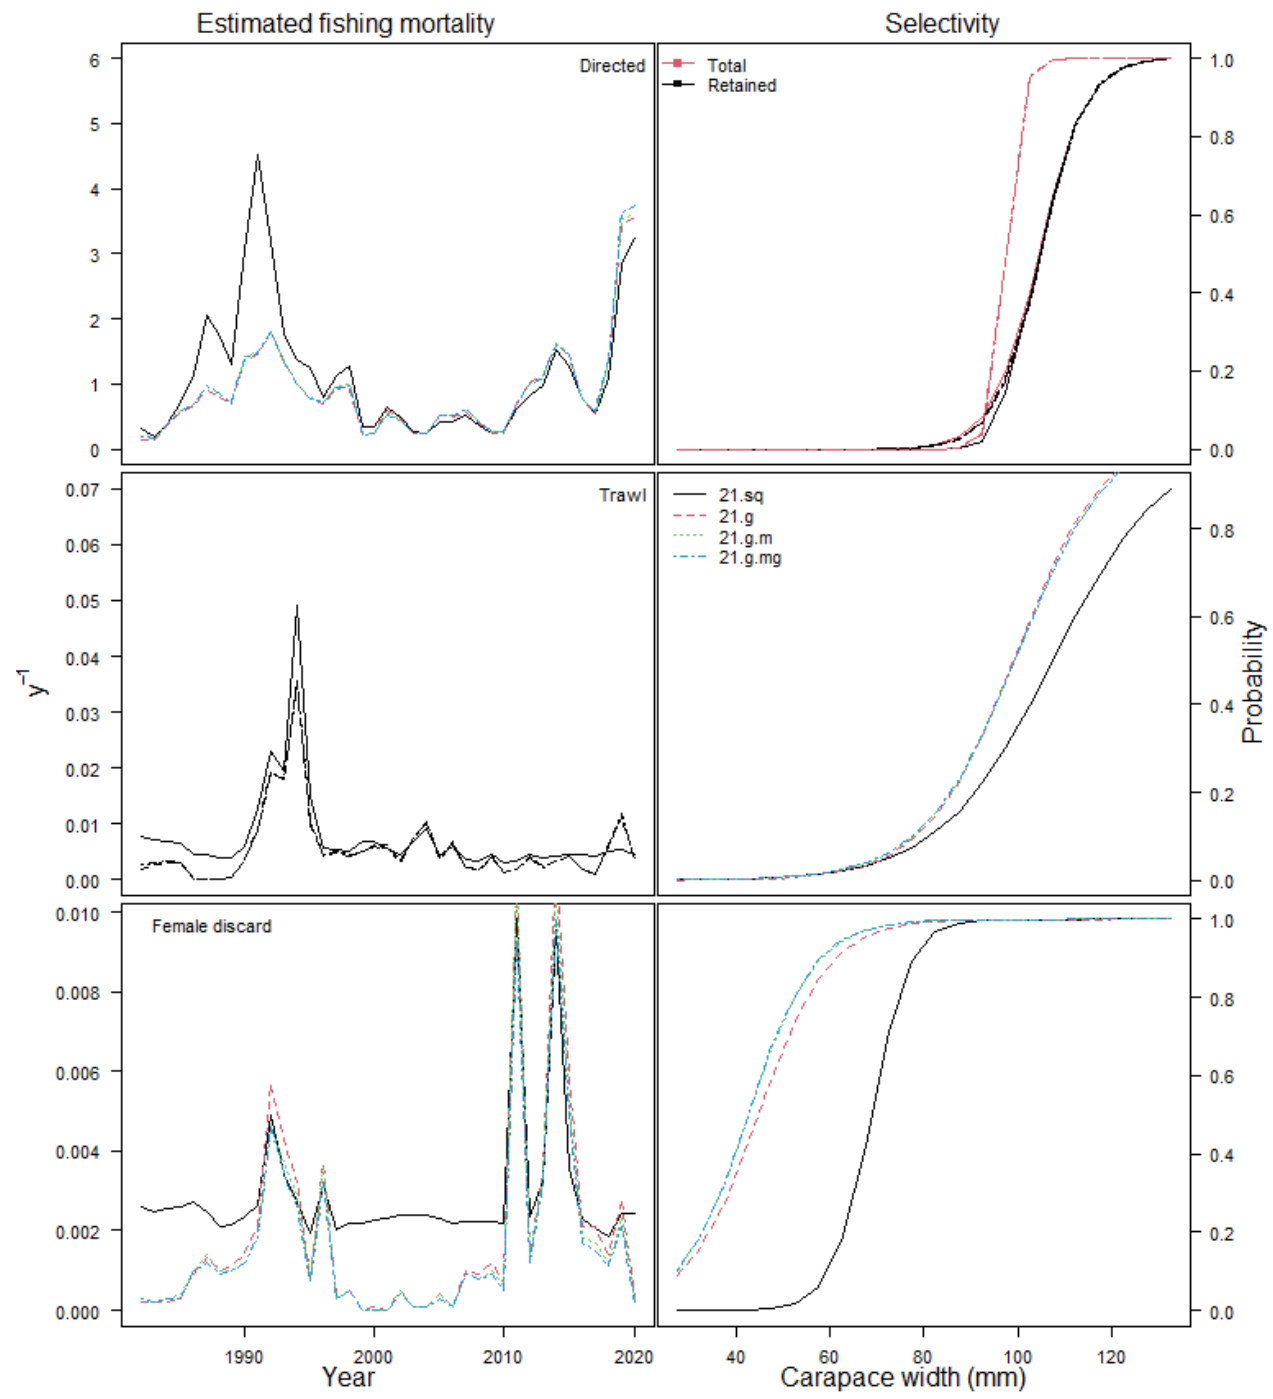 Estimated fishing mortality
Selectivity
Directed
6
5
4
3
2
1
0
Total
Retained
1.0
0.8
0.6
0.4
0.2
0.0
Trawl
0.07
0.06
0.05
0.04
0.03
0.02
0.01
0.00
21.sq
21.g
21.g.m
21.g.mg
0.8
0.6
0.4
0.2
0.0
y⁻¹
Probability
Female discard
0.010
0.008
0.006
0.004
0.002
0.000
1.0
0.8
0.6
0.4
0.2
0.0
1990 2000 2010 2020
40 60 80 100 120
Year
Carapace width (mm)